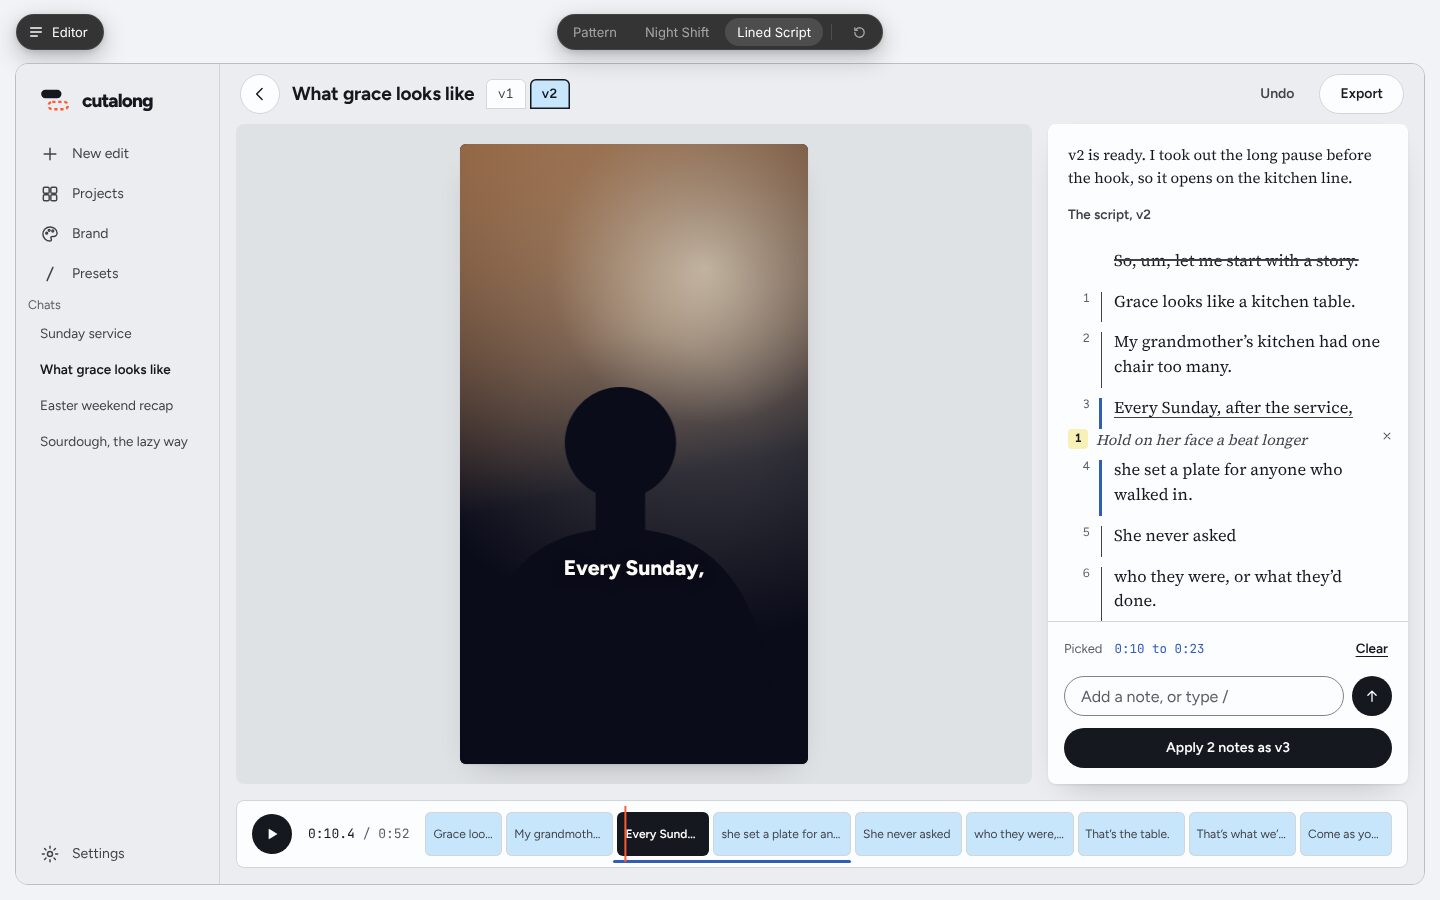 Editor
Pattern
Night Shift
Lined Script
cutalong
New edit
Projects
Brand
Presets
Chats
Sunday service
What grace looks like
Easter weekend recap
Sourdough, the lazy way
Settings
What grace looks like
v1
v2
Undo
Export
Every Sunday,
v2 is ready. I took out the long pause before
the hook, so it opens on the kitchen line.
The script, v2
So, um, let me start with a story.
1 Grace looks like a kitchen table.
2 My grandmother’s kitchen had one
chair too many.
3 Every Sunday, after the service,
1 Hold on her face a beat longer
4 she set a plate for anyone who
walked in.
5 She never asked
6 who they were, or what they’d
done.
Picked 0:10 to 0:23 Clear
Add a note, or type /
Apply 2 notes as v3
0:10.4 / 0:52
Grace loo...
My grandmoth...
Every Sund...
she set a plate for an...
She never asked
who they were,...
That’s the table.
That’s what we’...
Come as yo...